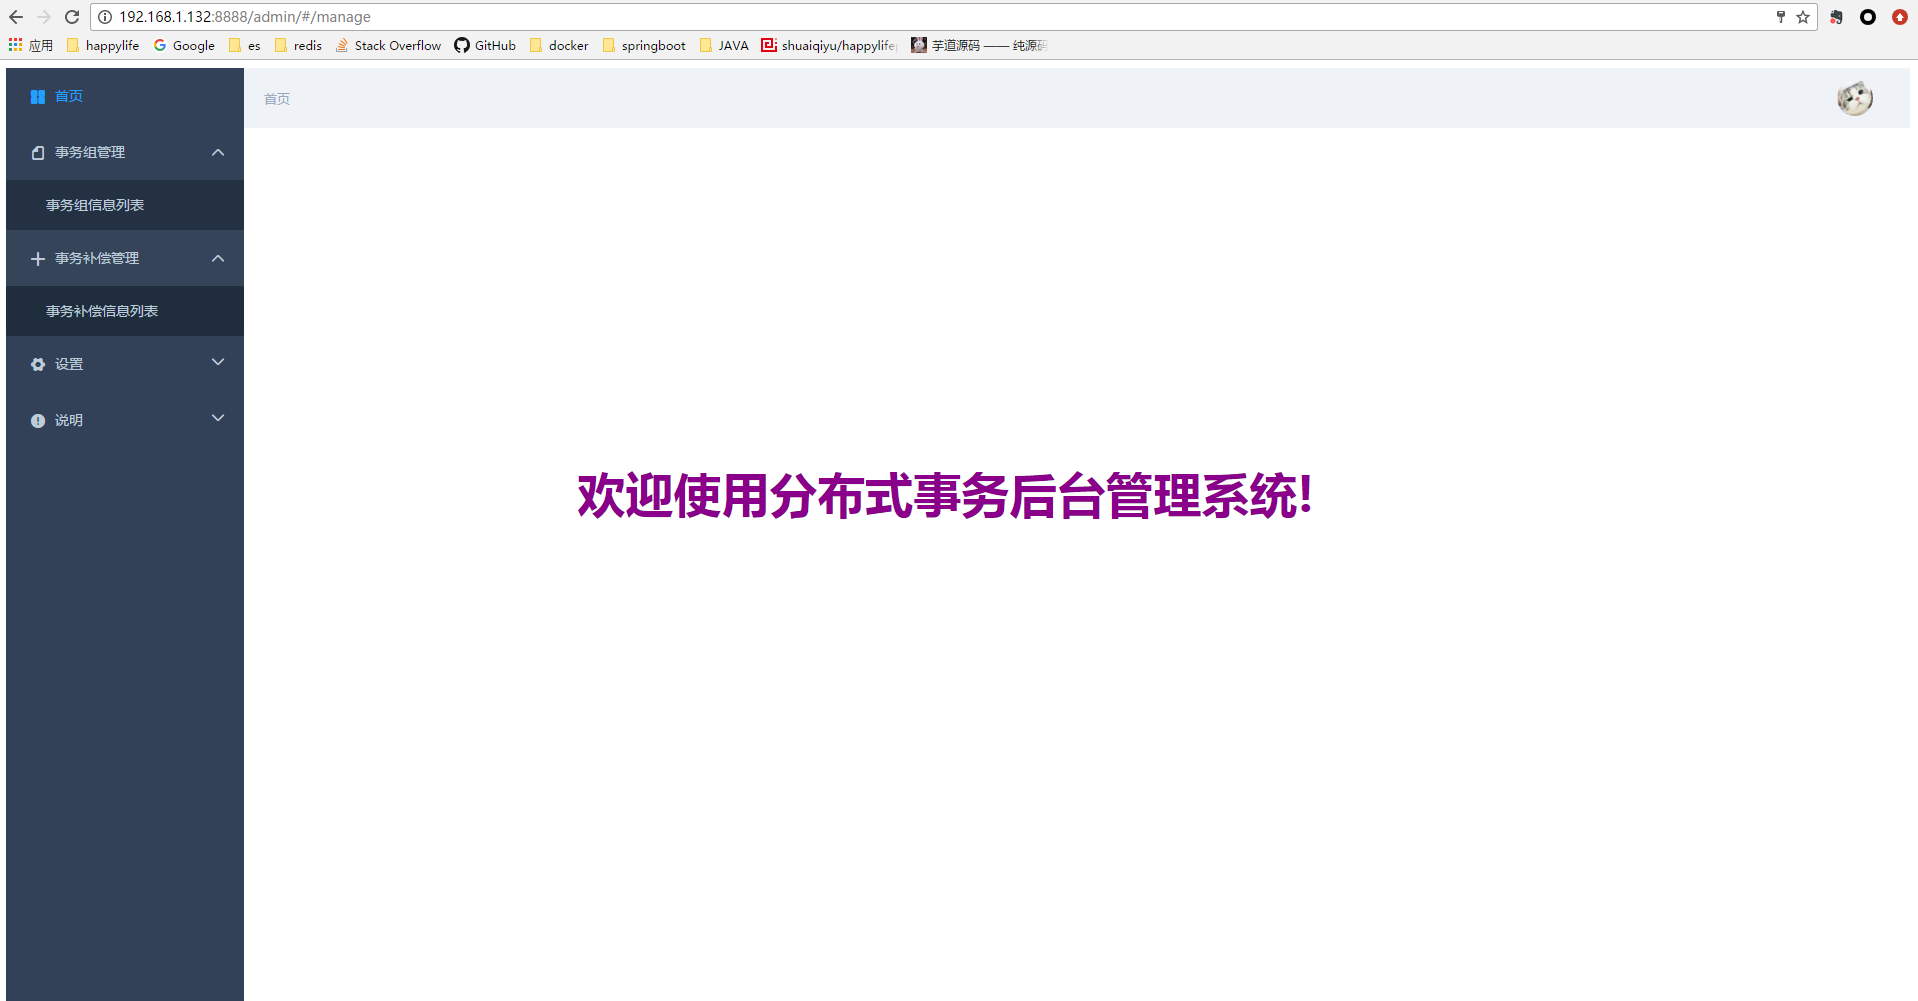 192.168.1.132:8888/admin/#/manage
应用 happylife Google es redis Stack Overflow GitHub docker springboot JAVA shuaiqiyu/happylife 芋道源码 —— 纯源码
首页
首页
事务组管理
事务组信息列表
事务补偿管理
事务补偿信息列表
设置
说明
欢迎使用分布式事务后台管理系统!